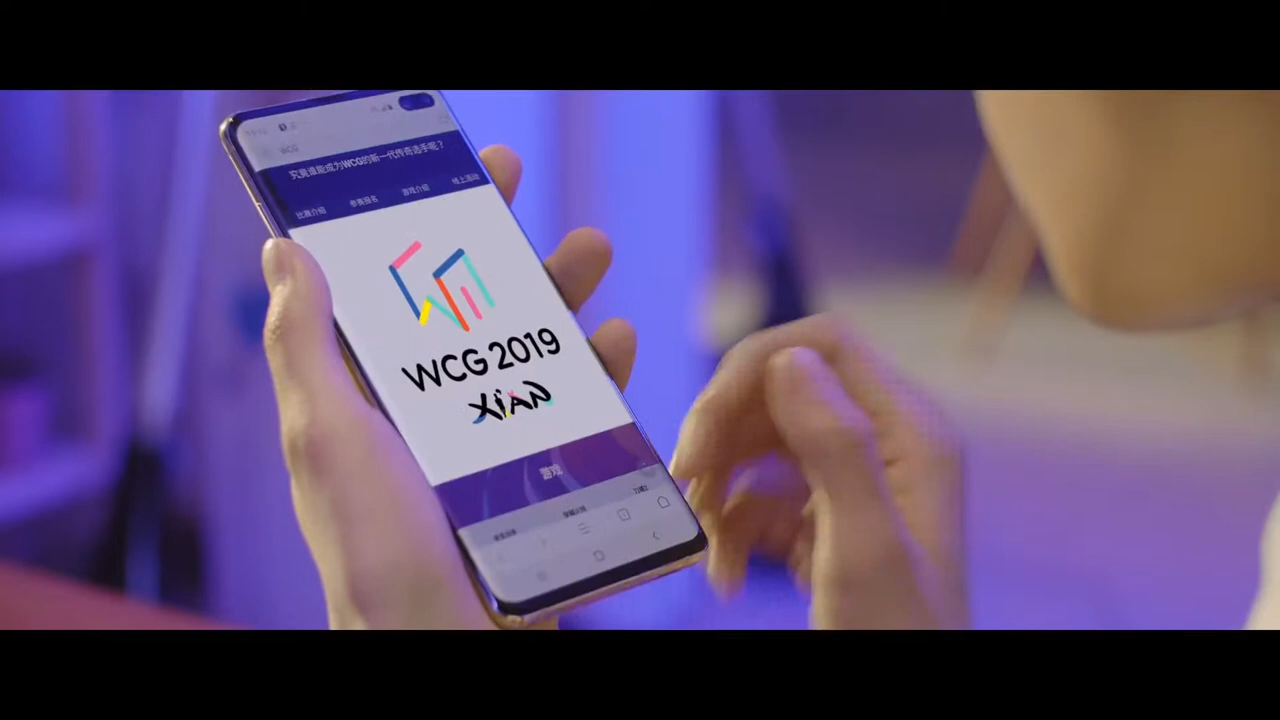 WCG
究竟谁能成为WCG的新一代传奇选手呢?
比赛介绍 参赛报名 游戏介绍 线上活动
WCG 2019
XIAN
游戏